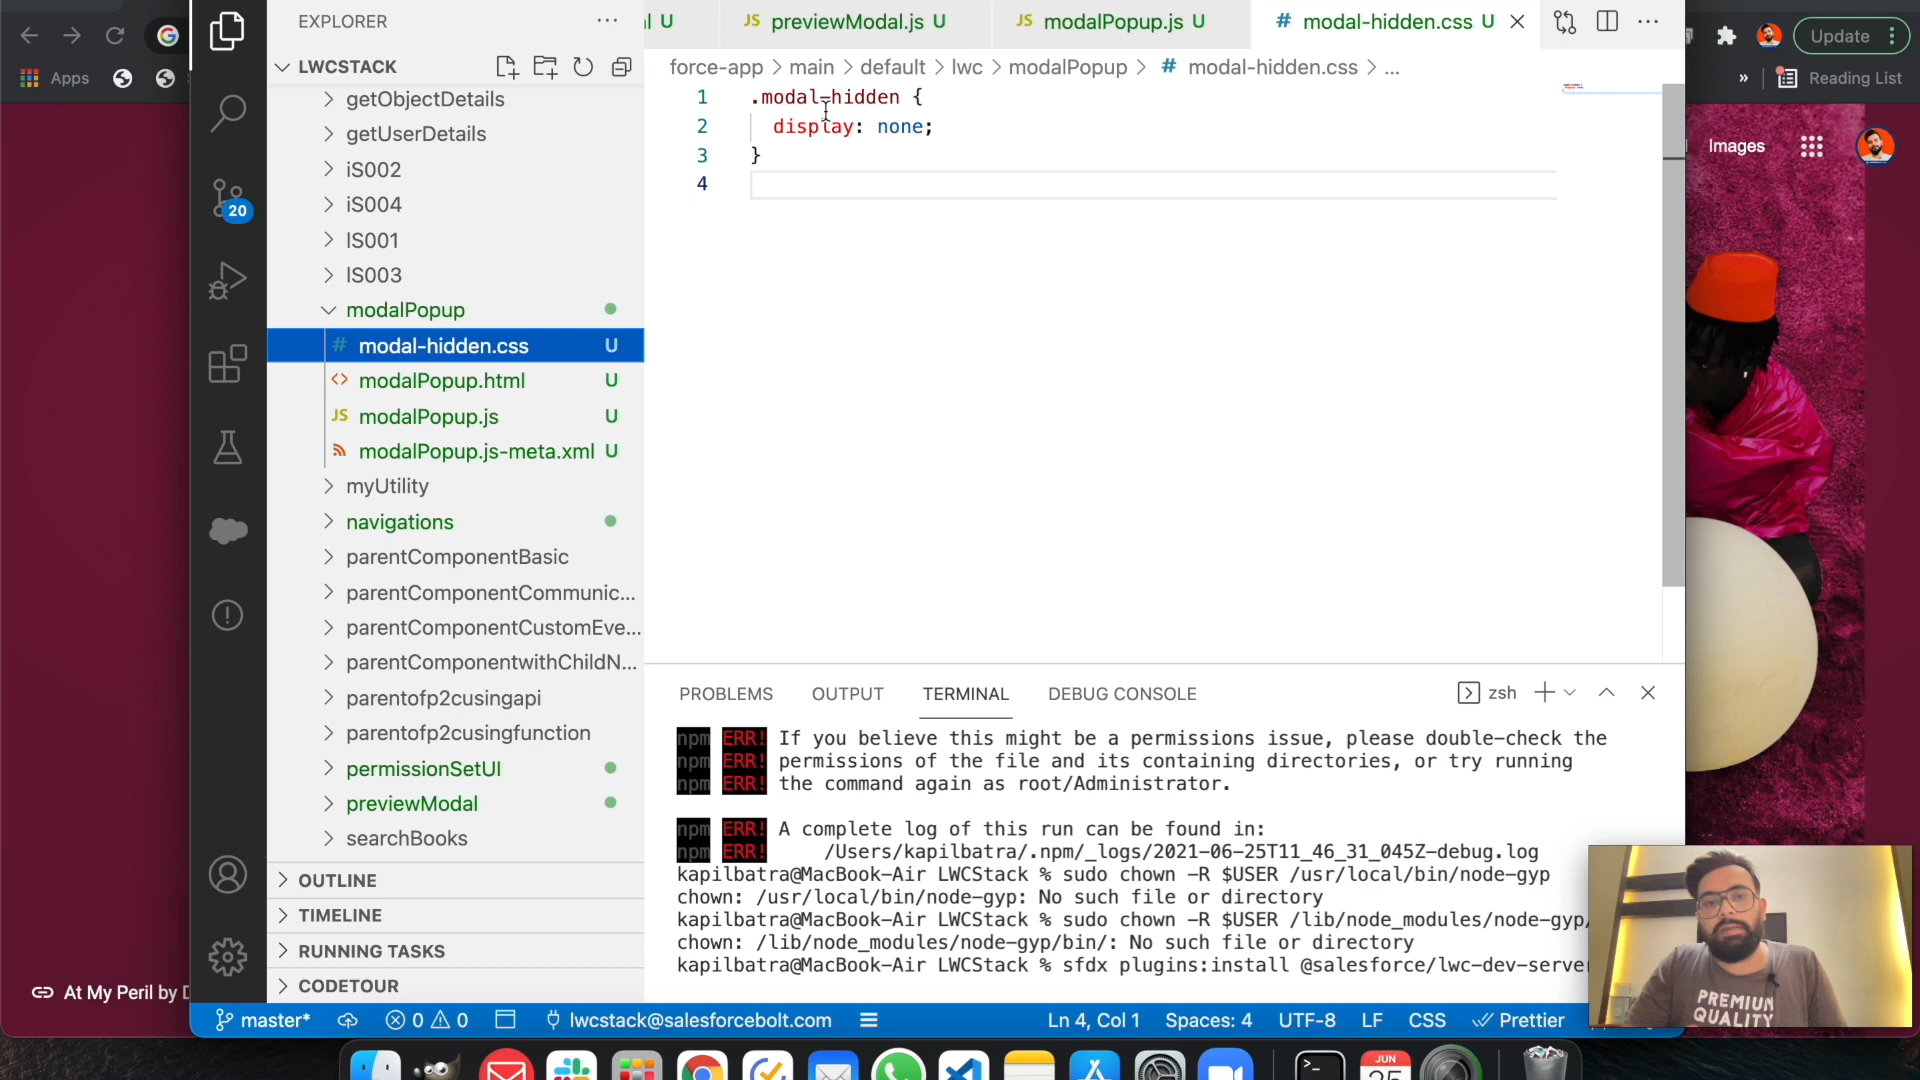 Apps
Update
Reading List
Images
At My Peril by
EXPLORER
LWCSTACK
getObjectDetails
getUserDetails
iS002
iS004
lS001
lS003
modalPopup
# modal-hidden.css U
<> modalPopup.html U
JS modalPopup.js U
modalPopup.js-meta.xml U
myUtility
navigations
parentComponentBasic
parentComponentCommunic...
parentComponentCustomEve...
parentComponentwithChildN...
parentofp2cusingapi
parentofp2cusingfunction
permissionSetUI
previewModal
searchBooks
OUTLINE
TIMELINE
RUNNING TASKS
CODETOUR
20
U JS previewModal.js U JS modalPopup.js U # modal-hidden.css U
force-app > main > default > lwc > modalPopup > # modal-hidden.css > ...
1 .modal-hidden {
2 display: none;
3 }
4
PROBLEMS OUTPUT TERMINAL DEBUG CONSOLE zsh
npm ERR! If you believe this might be a permissions issue, please double-check the
npm ERR! permissions of the file and its containing directories, or try running
npm ERR! the command again as root/Administrator.
npm ERR! A complete log of this run can be found in:
npm ERR! /Users/kapilbatra/.npm/_logs/2021-06-25T11_46_31_045Z-debug.log
kapilbatra@MacBook-Air LWCStack % sudo chown -R $USER /usr/local/bin/node-gyp
chown: /usr/local/bin/node-gyp: No such file or directory
kapilbatra@MacBook-Air LWCStack % sudo chown -R $USER /lib/node_modules/node-gyp/
chown: /lib/node_modules/node-gyp/bin/: No such file or directory
kapilbatra@MacBook-Air LWCStack % sfdx plugins:install @salesforce/lwc-dev-server
PREMIUM
QUALITY
master* 0 0 lwcstack@salesforcebolt.com Ln 4, Col 1 Spaces: 4 UTF-8 LF CSS Prettier
JUN
25